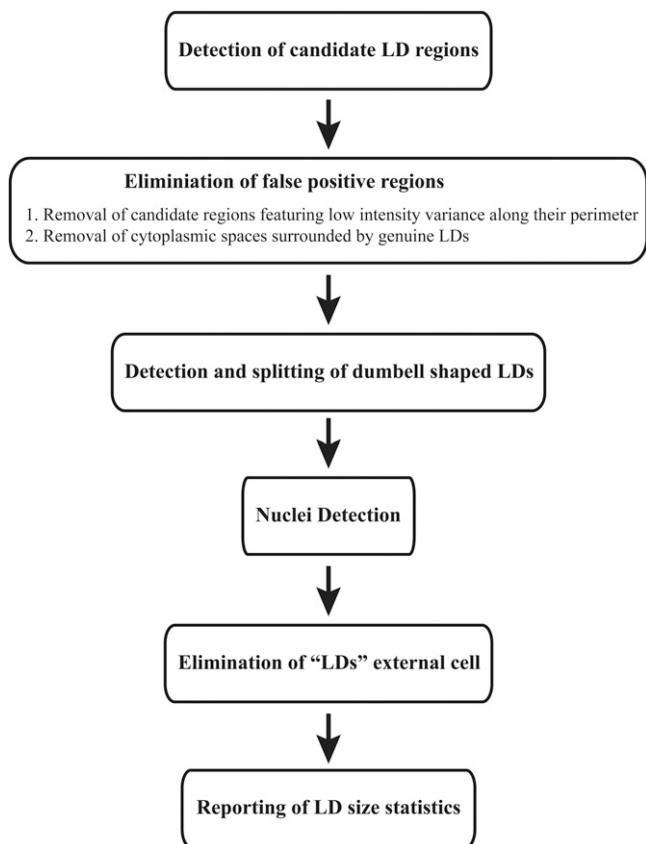 Detection of candidate LD regions
Eliminiation of false positive regions
1. Removal of candidate regions featuring low intensity variance along their perimeter
2. Removal of cytoplasmic spaces surrounded by genuine LDs
Detection and splitting of dumbell shaped LDs
Nuclei Detection
Elimination of “LDs” external cell
Reporting of LD size statistics